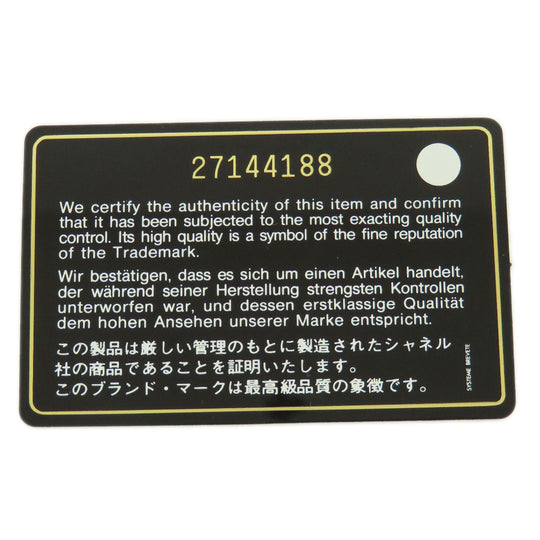 27144188
We certify the authenticity of this item and confirm
that it has been subjected to the most exacting quality
control. Its high quality is a symbol of the fine reputation
of the Trademark.
Wir bestätigen, dass es sich um einen Artikel handelt,
der während seiner Herstellung strengsten Kontrollen
unterworfen war, und dessen erstklassige Qualität
dem hohen Ansehen unserer Marke entspricht.
この製品は厳しい管理のもとに製造されたシャネル
社の商品であることを証明いたします。
このブランド・マークは最高級品質の象徴です。
SYSTEME BREVETE